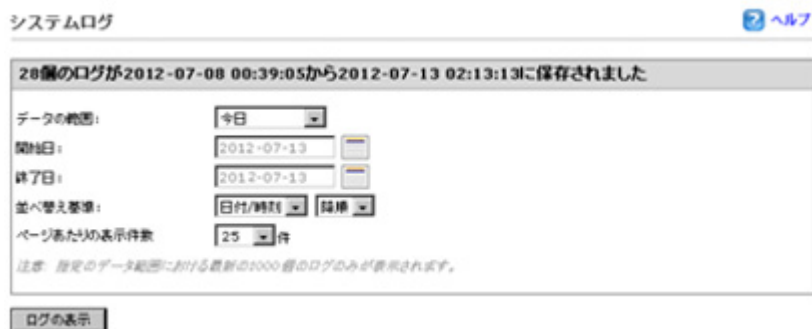 システムログ
ヘルプ
28個のログが2012-07-08 00:39:05から2012-07-13 02:13:13に保存されました
データの範囲: 今日
開始日: 2012-07-13
終了日: 2012-07-13
並べ替え基準: 日付/時刻 降順
ページあたりの表示件数 25 件
注意: 指定のデータ範囲における最新の1000個のログのみが表示されます。
ログの表示